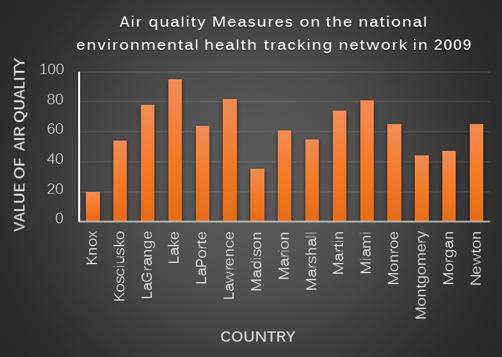 Air quality Measures on the national
environmental health tracking network in 2009
VALUE OF AIR QUALITY
100
80
60
40
20
0
Knox
Kosciusko
LaGrange
Lake
LaPorte
Lawrence
Madison
Marion
Marshall
Martin
Miami
Monroe
Montgomery
Morgan
Newton
COUNTRY